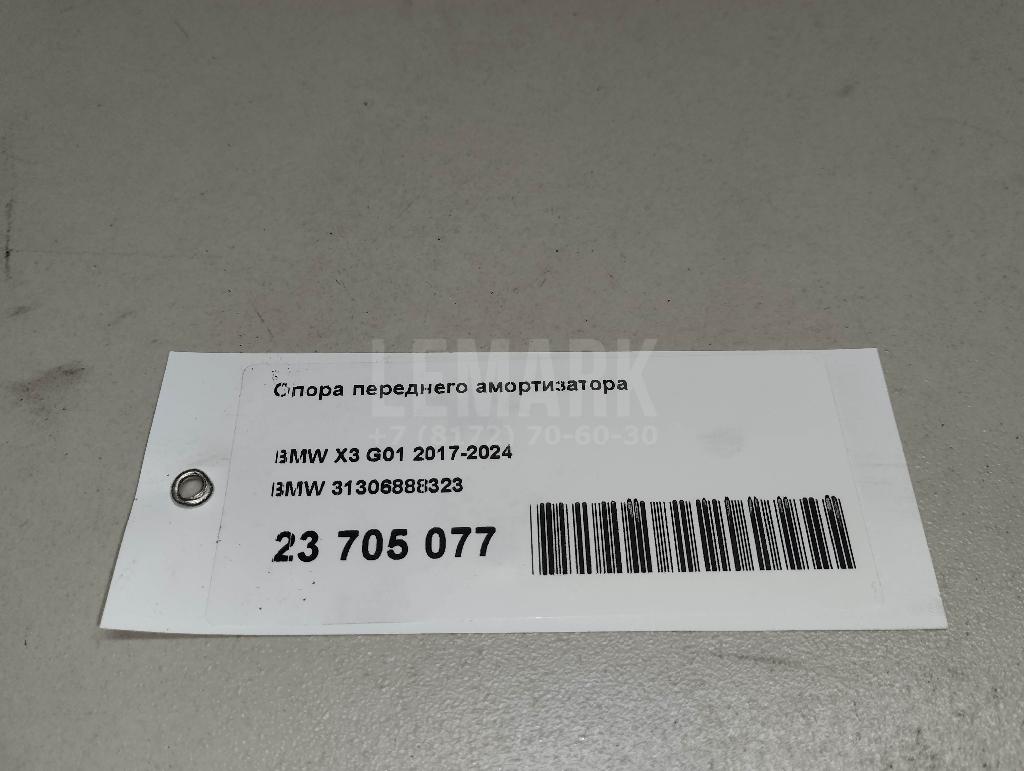 LEMARK
+7 (8172) 70-60-30
Опора переднего амортизатора
BMW X3 G01 2017-2024
BMW 31306888323
23 705 077